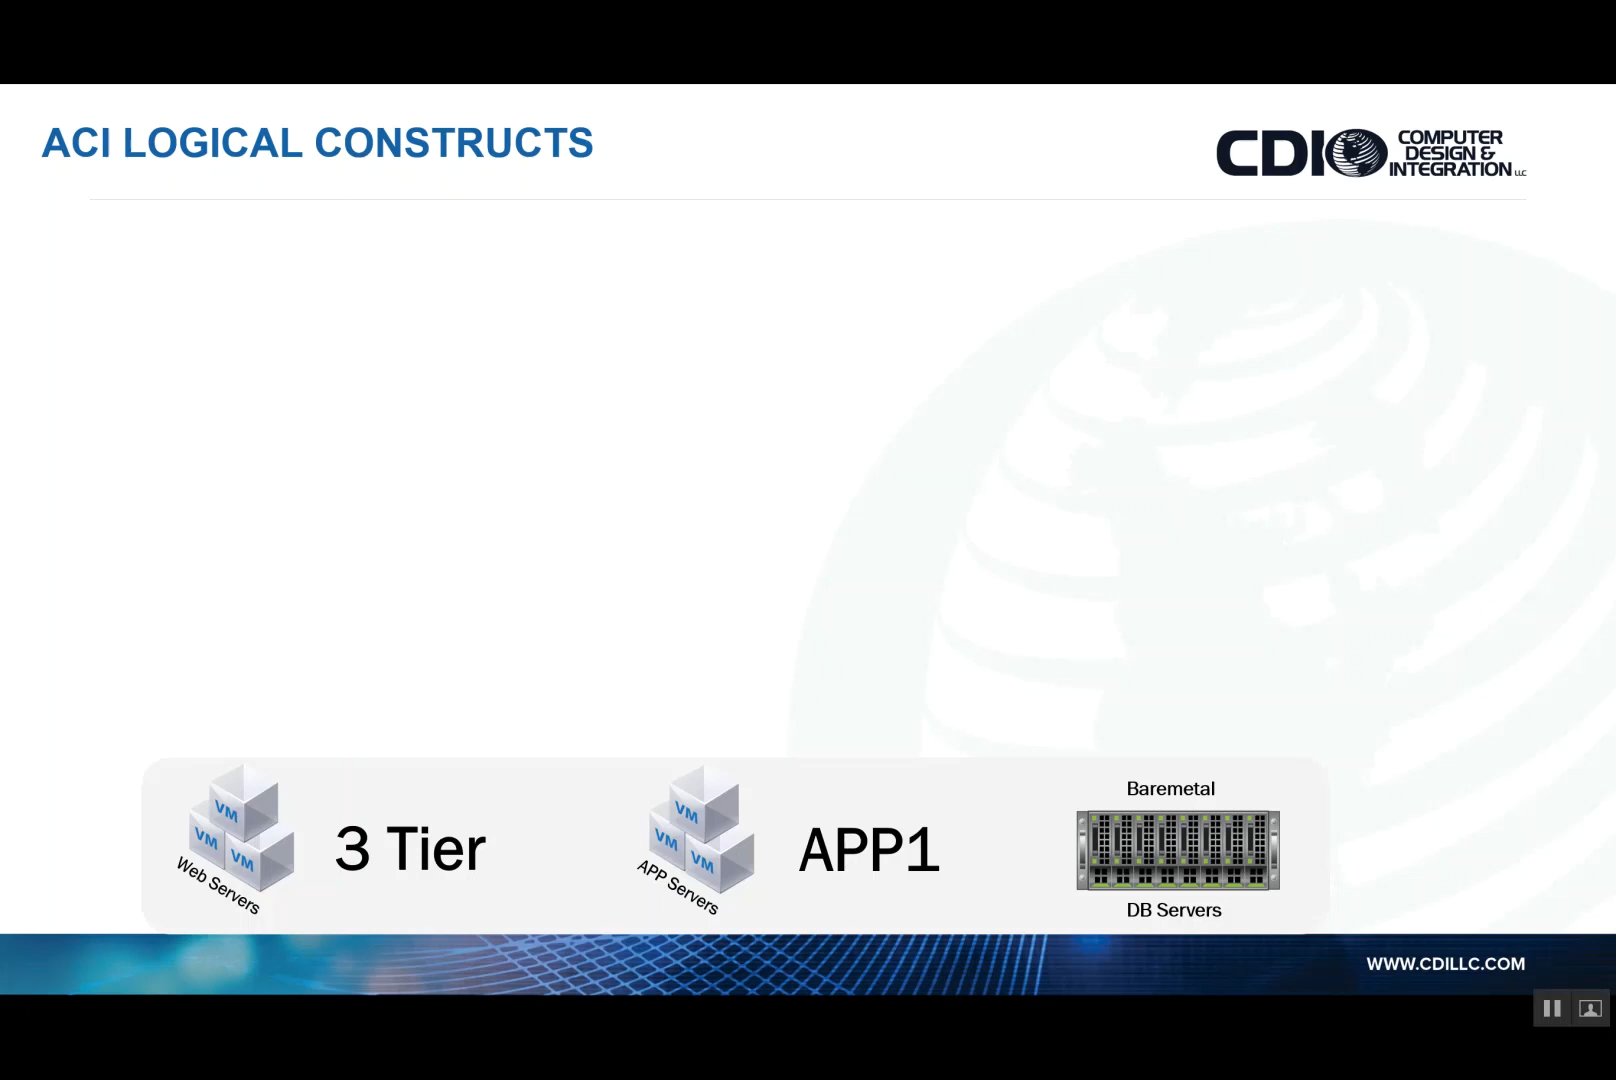 ACI LOGICAL CONSTRUCTS
CDI COMPUTER
DESIGN &
INTEGRATION LLC
Baremetal
VM
VM
VM
Web Servers
3 Tier
VM
VM
VM
APP Servers
APP1
DB Servers
WWW.CDILLC.COM